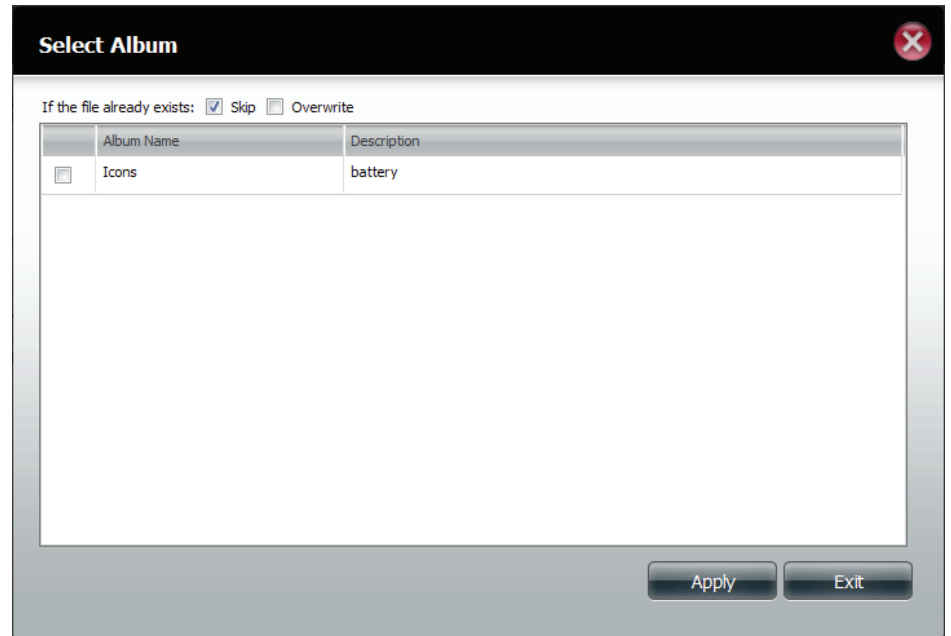 Select Album
If the file already exists: Skip Overwrite
Album Name Description
Icons battery
Apply Exit